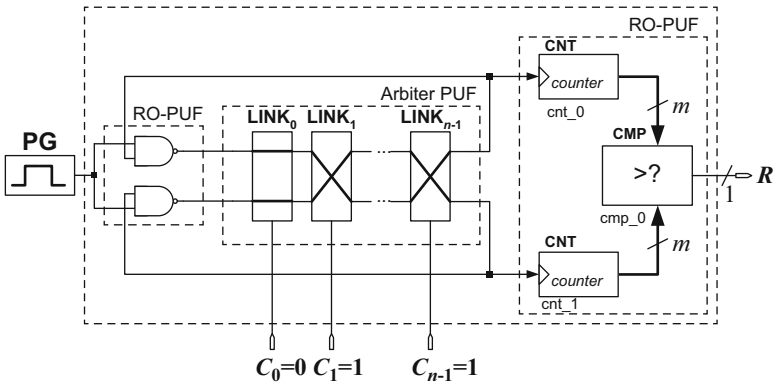 RO-PUF
CNT
counter
cnt_0
Arbiter PUF
RO-PUF
LINK0
LINK1
LINKn-1
m
PG
CMP
>?
1
R
cmp_0
... ...
CNT
m
counter
cnt_1
C0=0 C1=1 Cn-1=1